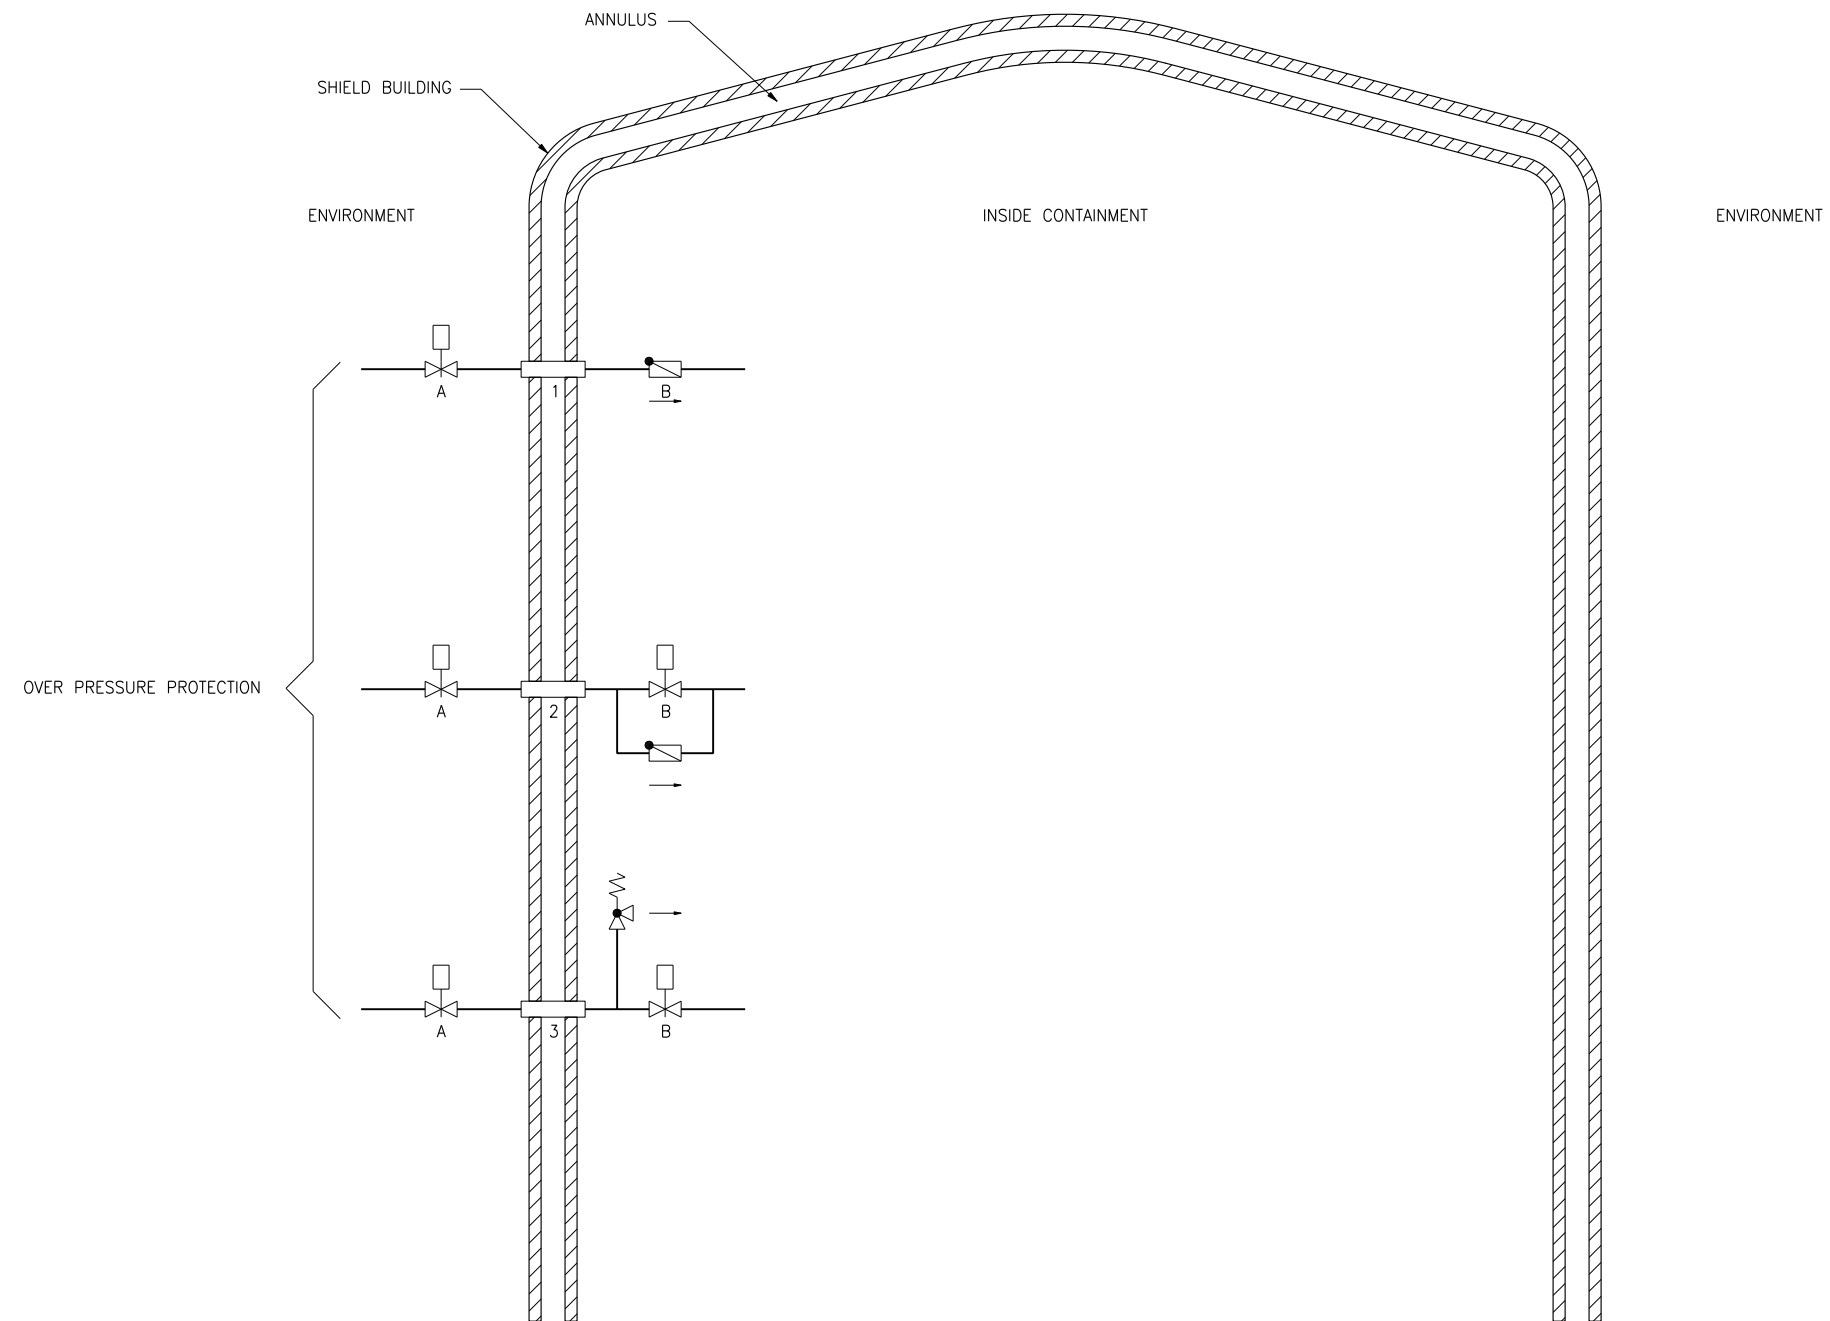 ANNULUS
SHIELD BUILDING
ENVIRONMENT
INSIDE CONTAINMENT
ENVIRONMENT
A
1
B
OVER PRESSURE PROTECTION
A
2
B
A
3
B